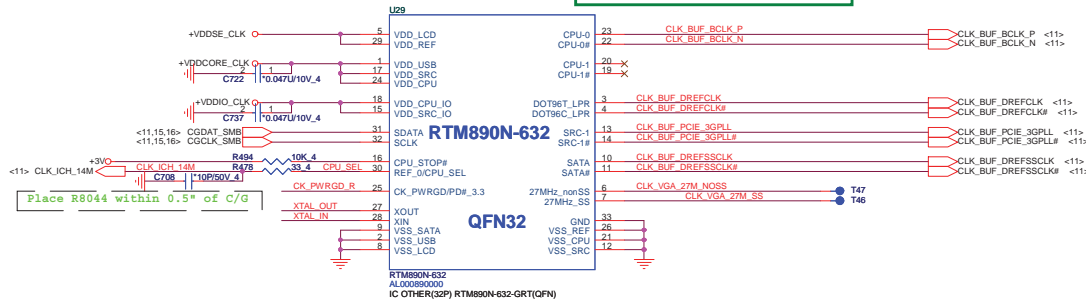 U29
+VDDSE_CLK 5 VDD_LCD CPU-0 23 CLK_BUF_BCLK_P CLK_BUF_BCLK_P <11>
29 VDD_REF CPU-0# 22 CLK_BUF_BCLK_N CLK_BUF_BCLK_N <11>
+VDDCORE_CLK 1 VDD_USB CPU-1 20
2 1 17 VDD_SRC CPU-1# 19
C722 *0.047U/10V_4 24 VDD_CPU
+VDDIO_CLK 18 VDD_CPU_IO DOT96T_LPR 3 CLK_BUF_DREFCLK CLK_BUF_DREFCLK <11>
2 1 15 VDD_SRC_IO DOT96C_LPR 4 CLK_BUF_DREFCLK# CLK_BUF_DREFCLK# <11>
C737 *0.047U/10V_4
<11,15,16> CGDAT_SMB 31 SDATA RTM890N-632 SRC-1 13 CLK_BUF_PCIE_3GPLL CLK_BUF_PCIE_3GPLL <11>
<11,15,16> CGCLK_SMB 32 SCLK SRC-1# 14 CLK_BUF_PCIE_3GPLL# CLK_BUF_PCIE_3GPLL# <11>
+3V R494 10K_4 16 CPU_STOP# SATA 10 CLK_BUF_DREFSSCLK CLK_BUF_DREFSSCLK <11>
<11> CLK_ICH_14M CLK_ICH_14M R478 33_4 CPU_SEL 30 REF_0/CPU_SEL SATA# 11 CLK_BUF_DREFSSCLK# CLK_BUF_DREFSSCLK# <11>
C708 *10P/50V_4
Place R8044 within 0.5" of C/G
CK_PWRGD_R 25 CK_PWRGD/PD#_3.3 27MHz_nonSS 6 CLK_VGA_27M_NOSS T47
27MHz_SS 7 CLK_VGA_27M_SS T46
XTAL_OUT 27 XOUT
XTAL_IN 28 XIN QFN32 GND 33
9 VSS_SATA VSS_REF 26
2 VSS_USB VSS_CPU 21
8 VSS_LCD VSS_SRC 12
RTM890N-632
AL000890000
IC OTHER(32P) RTM890N-632-GRT(QFN)